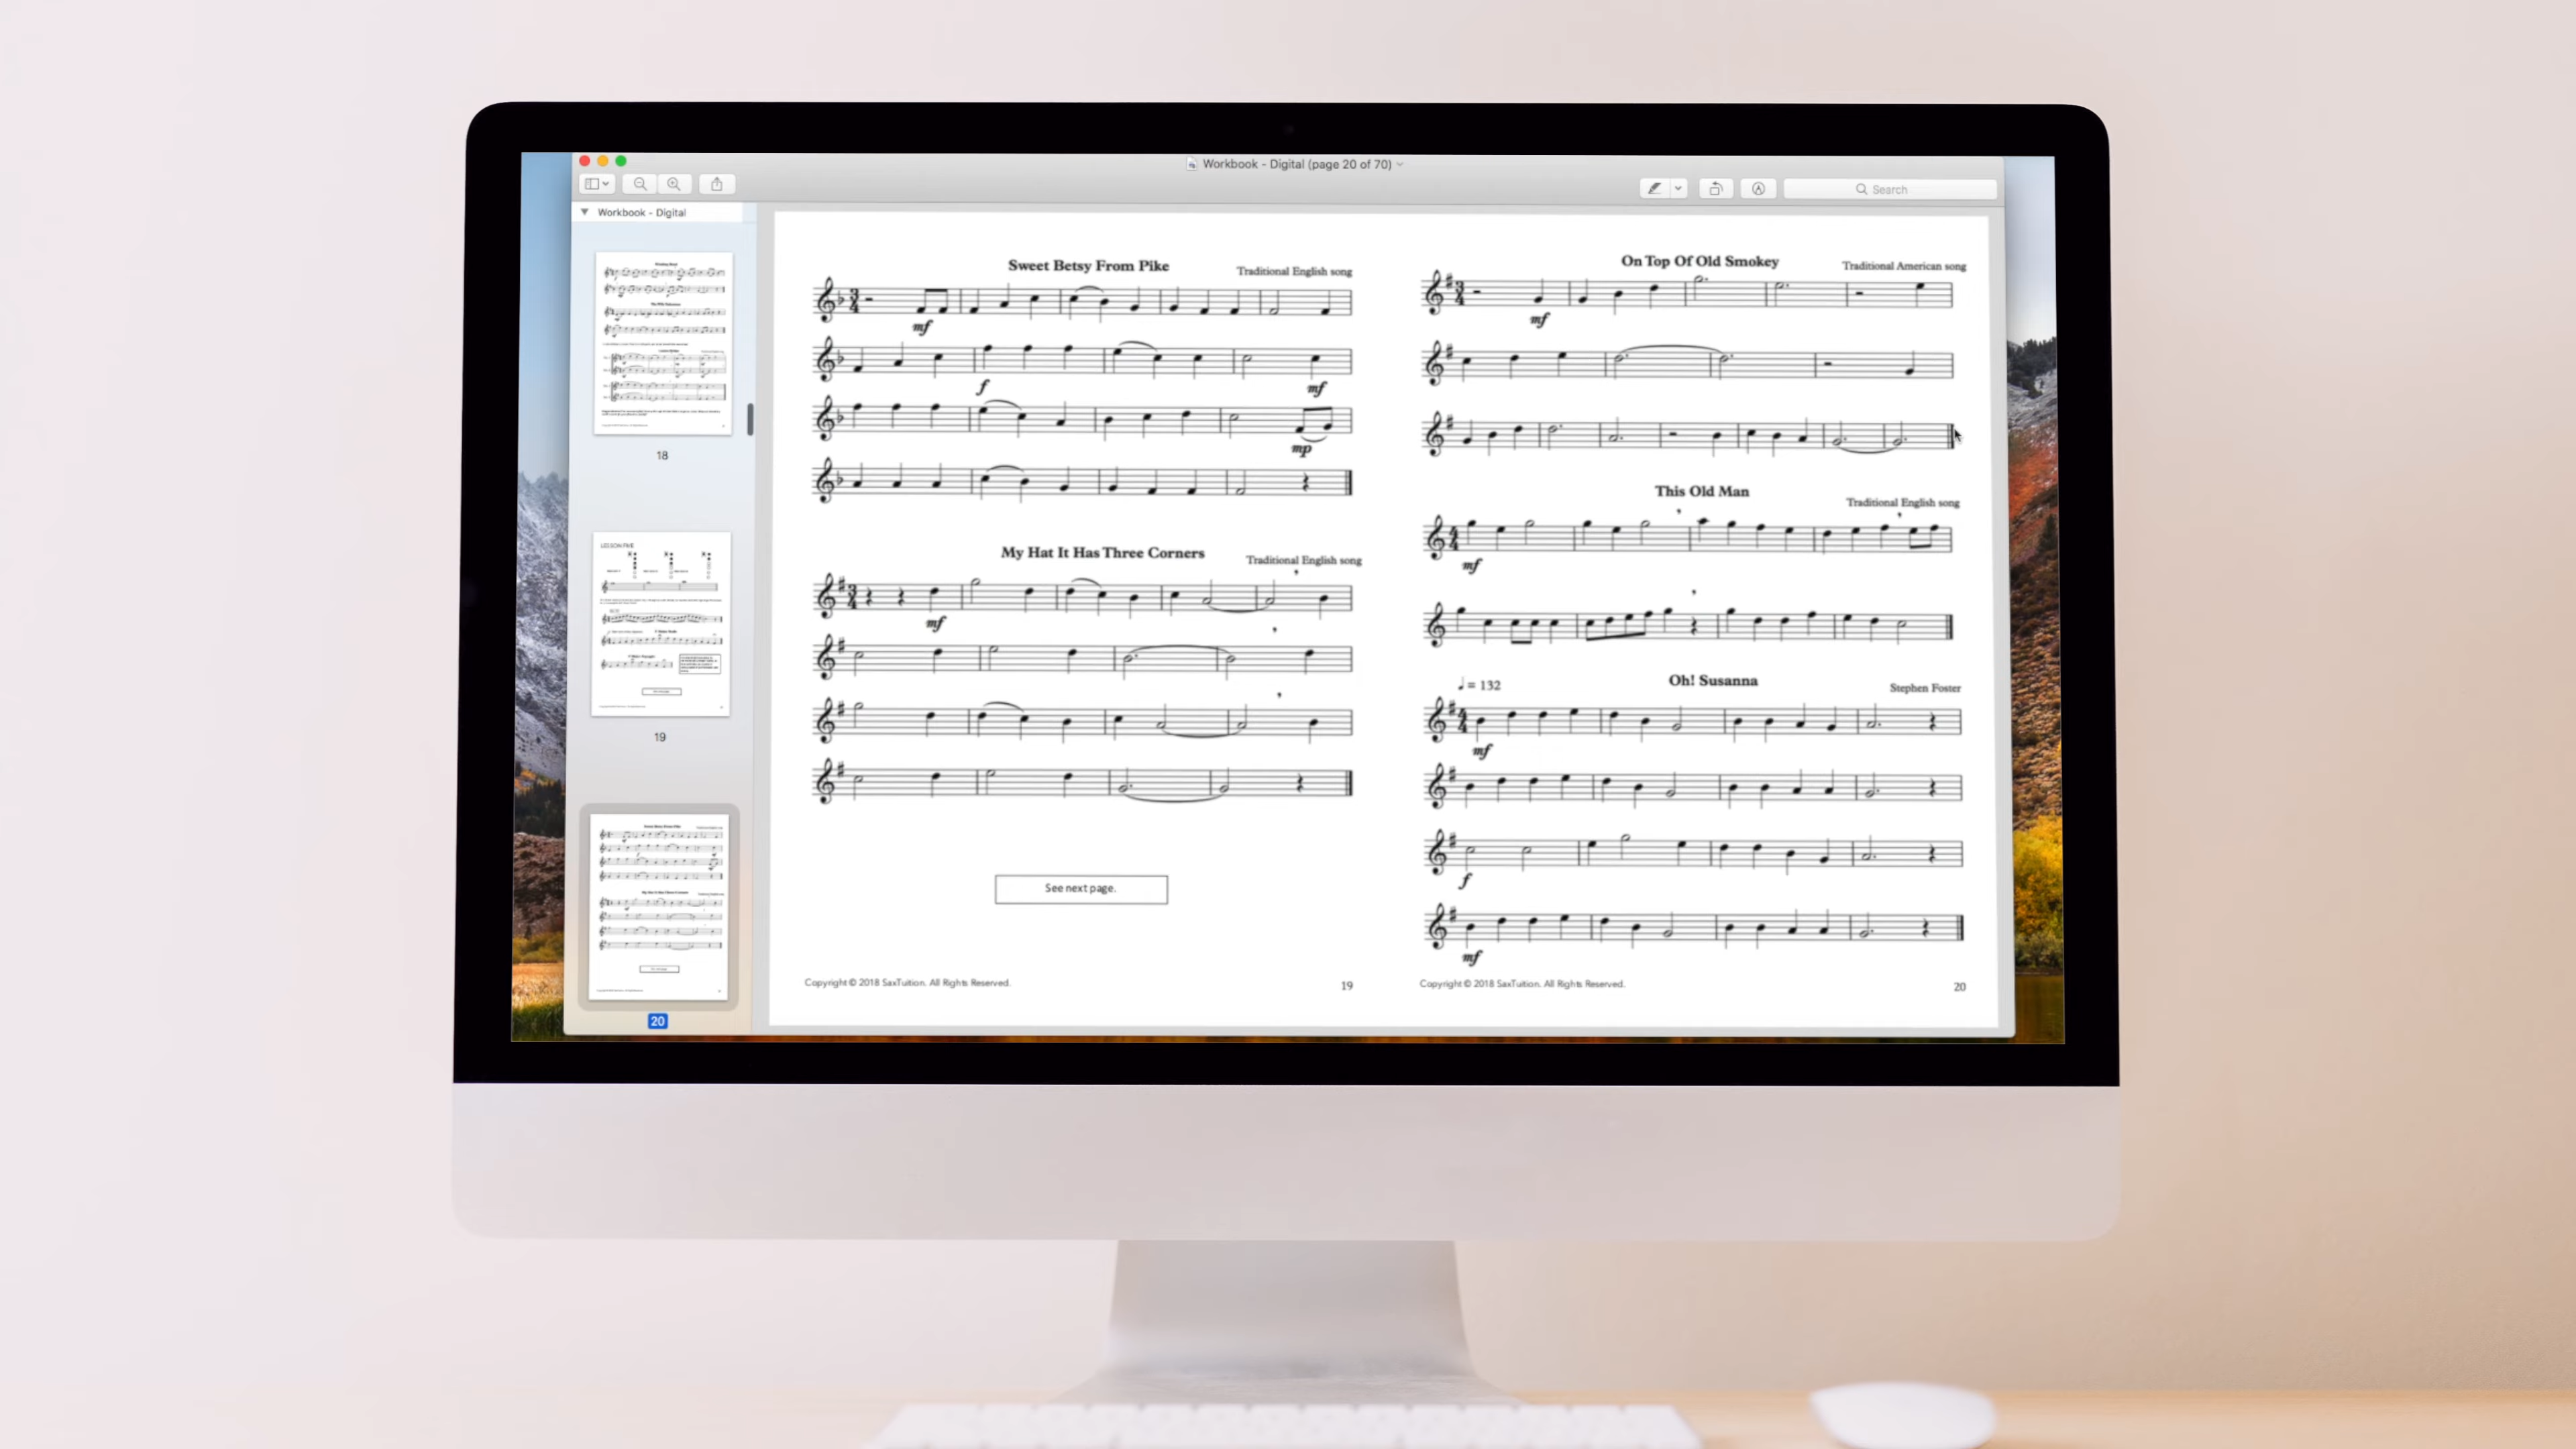 Workbook - Digital (page 20 of 70)
Search
Workbook - Digital
18
LESSON FIVE
19
20
Sweet Betsy From Pike
Traditional English song
mf
f
mf
mp
My Hat It Has Three Corners
Traditional English song
mf
See next page.
Copyright © 2018 SaxTuition. All Rights Reserved.
19
On Top Of Old Smokey
Traditional American song
mf
This Old Man
Traditional English song
mf
= 132
Oh! Susanna
Stephen Foster
mf
f
mf
Copyright © 2018 SaxTuition. All Rights Reserved.
20